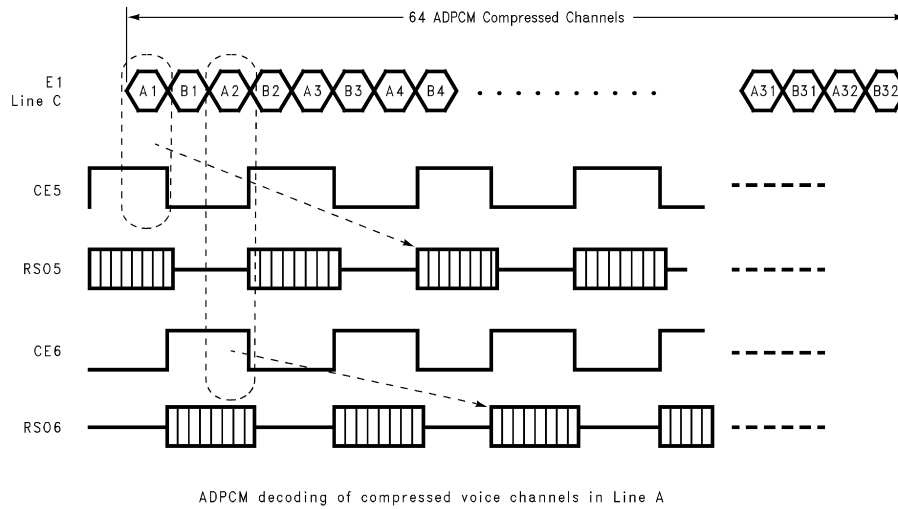 64 ADPCM Compressed Channels
E1
Line C
A1 B1 A2 B2 A3 B3 A4 B4 A31 B31 A32 B32
CE5
RSO5
CE6
RSO6
ADPCM decoding of compressed voice channels in Line A